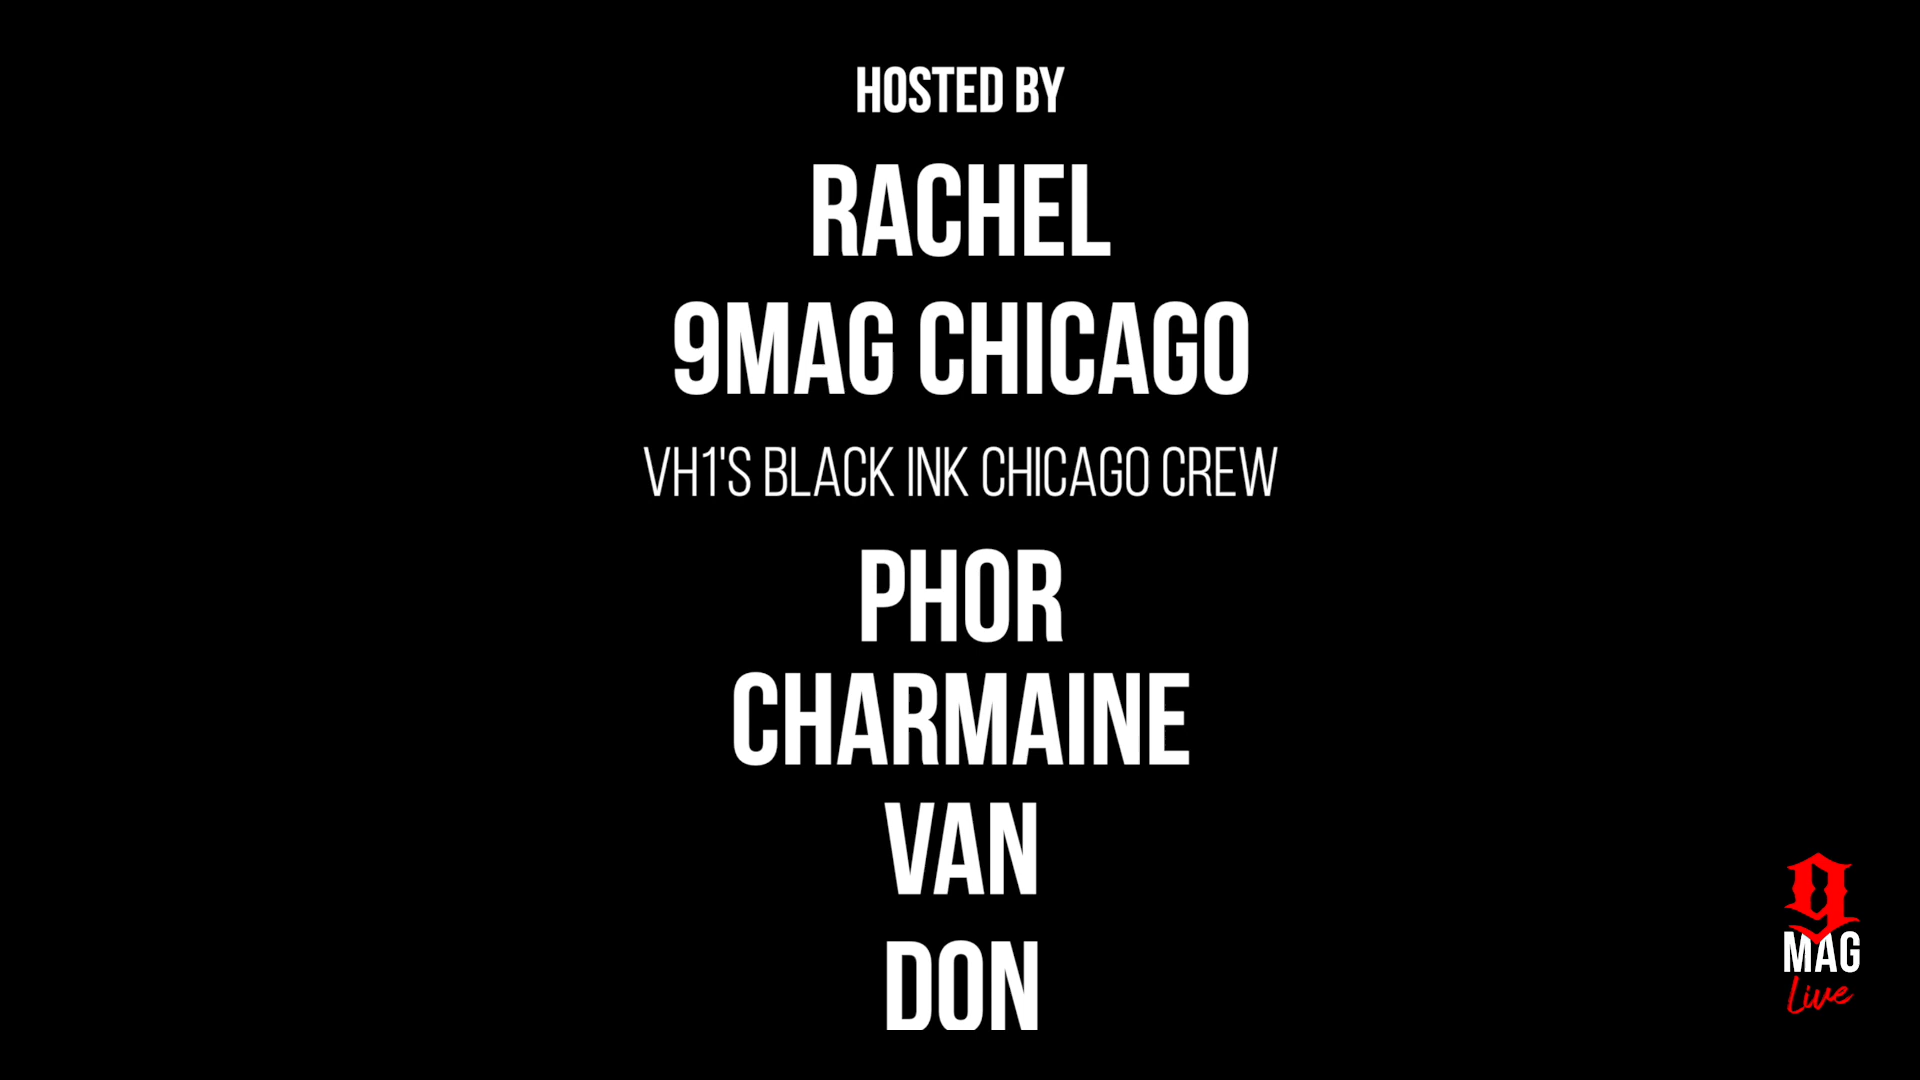 HOSTED BY
RACHEL
9MAG CHICAGO
VH1'S BLACK INK CHICAGO CREW
PHOR
CHARMAINE
VAN
DON
9
MAG
Live